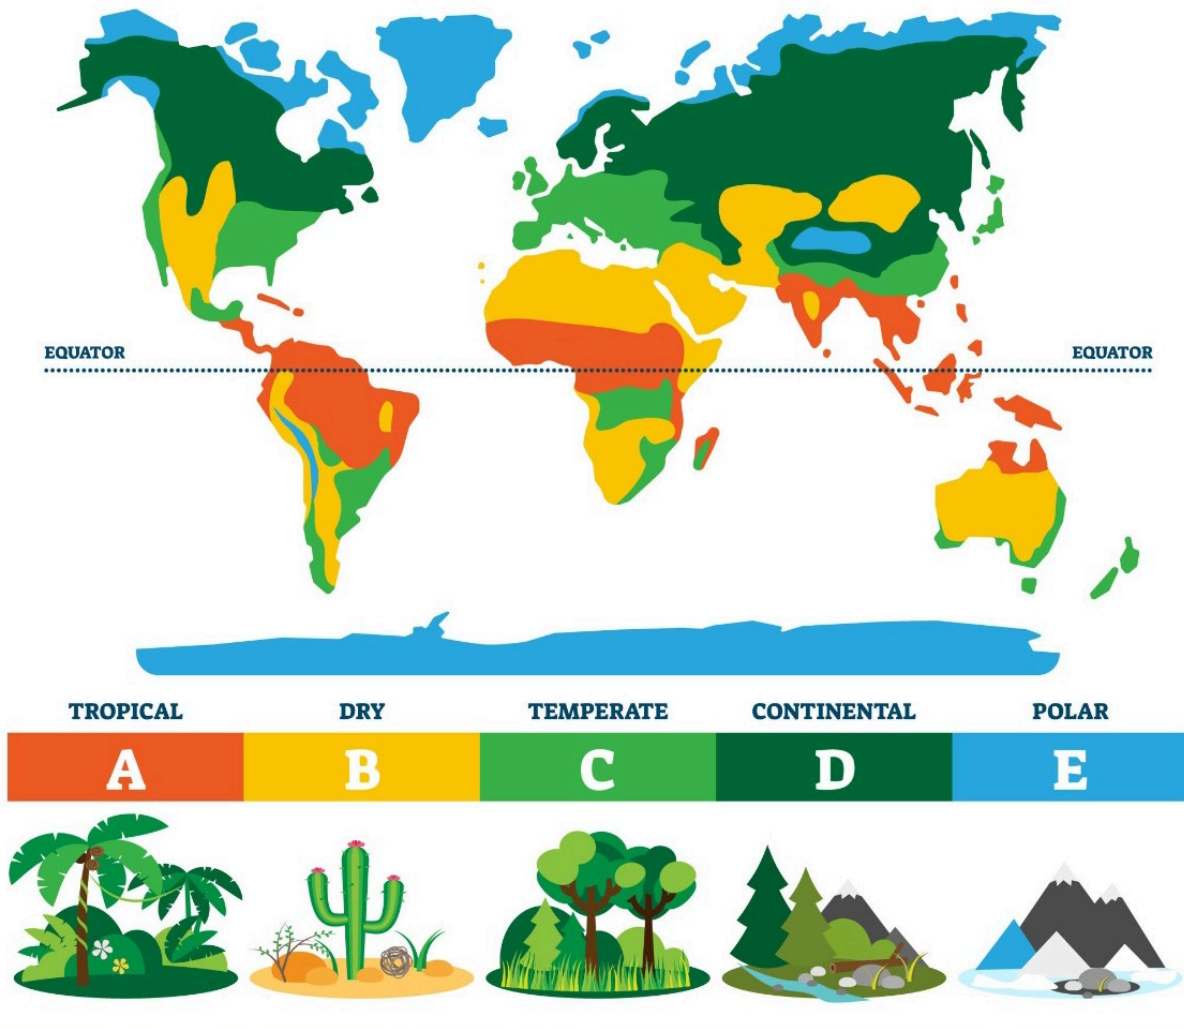 EQUATOR
EQUATOR
TROPICAL
DRY
TEMPERATE
CONTINENTAL
POLAR
A
B
C
D
E